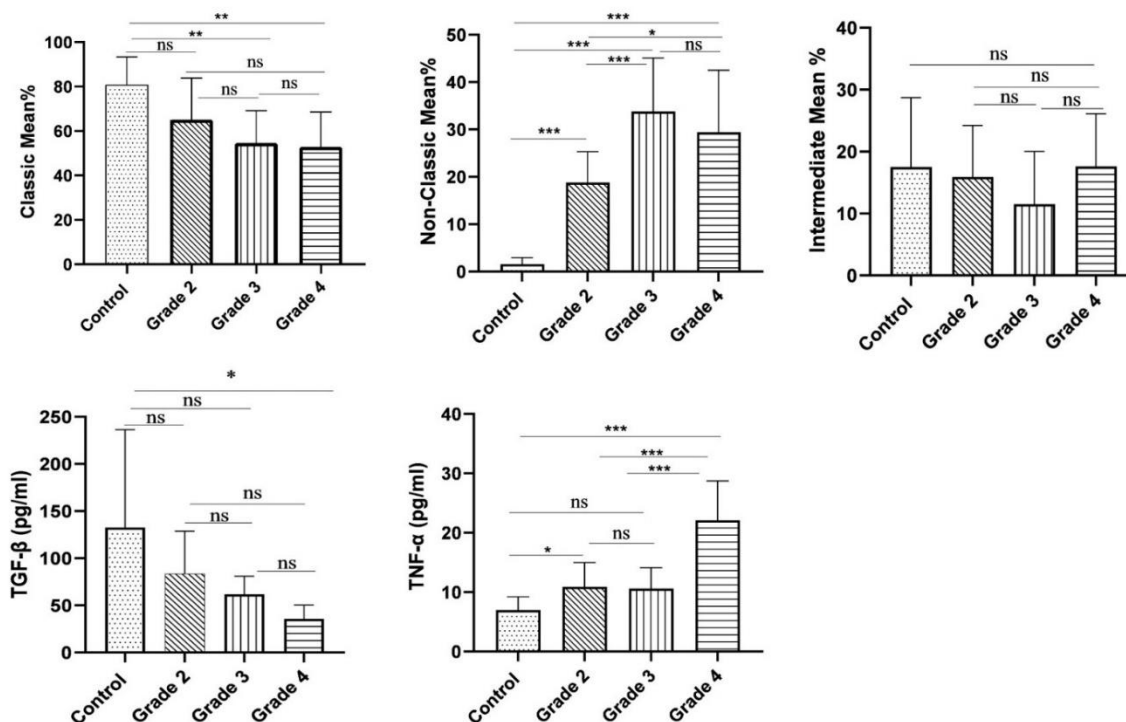 **
**
ns
ns
ns
ns
Classic Mean%
100
80
60
40
20
0
Control
Grade 2
Grade 3
Grade 4
***
*
***
ns
***
***
Non-Classic Mean%
50
40
30
20
10
0
Control
Grade 2
Grade 3
Grade 4
ns
ns
ns
ns
Intermediate Mean %
40
30
20
10
0
Control
Grade 2
Grade 3
Grade 4
*
ns
ns
ns
ns
ns
TGF-β (pg/ml)
250
200
150
100
50
0
Control
Grade 2
Grade 3
Grade 4
***
***
***
ns
ns
*
TNF-α (pg/ml)
40
30
20
10
0
Control
Grade 2
Grade 3
Grade 4